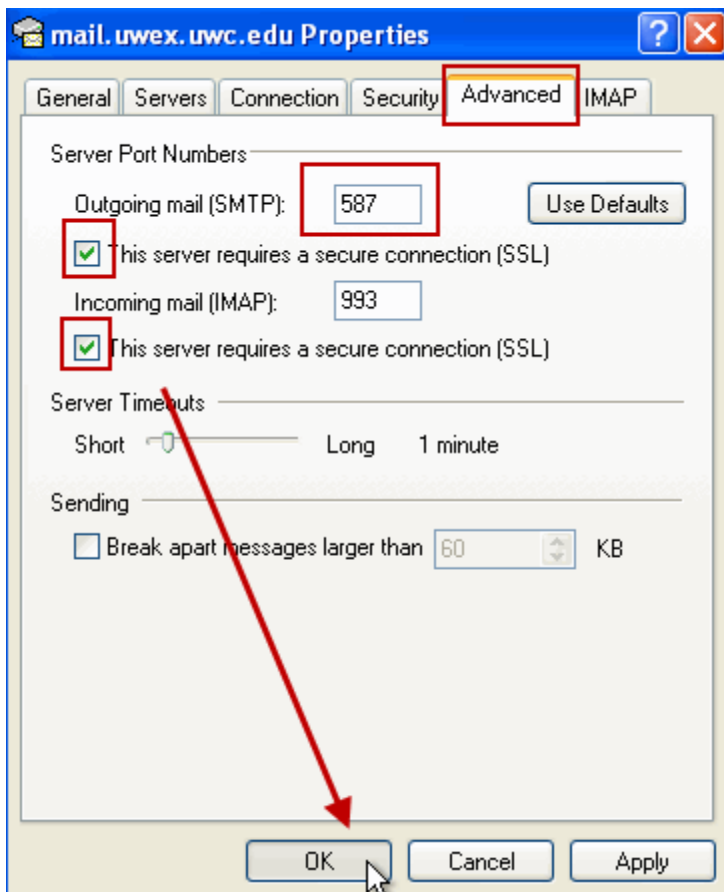 mail.uwex.uwc.edu Properties
General Servers Connection Security Advanced IMAP
Server Port Numbers
Outgoing mail (SMTP): 587 Use Defaults
This server requires a secure connection (SSL)
Incoming mail (IMAP): 993
This server requires a secure connection (SSL)
Server Timeouts
Short Long 1 minute
Sending
Break apart messages larger than 60 KB
OK Cancel Apply